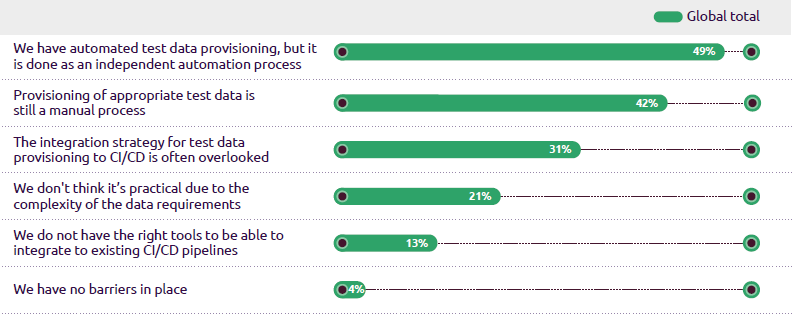 Global total
We have automated test data provisioning, but it
is done as an independent automation process
49%
Provisioning of appropriate test data is
still a manual process
42%
The integration strategy for test data
provisioning to CI/CD is often overlooked
31%
We don't think it’s practical due to the
complexity of the data requirements
21%
We do not have the right tools to be able to
integrate to existing CI/CD pipelines
13%
We have no barriers in place
4%